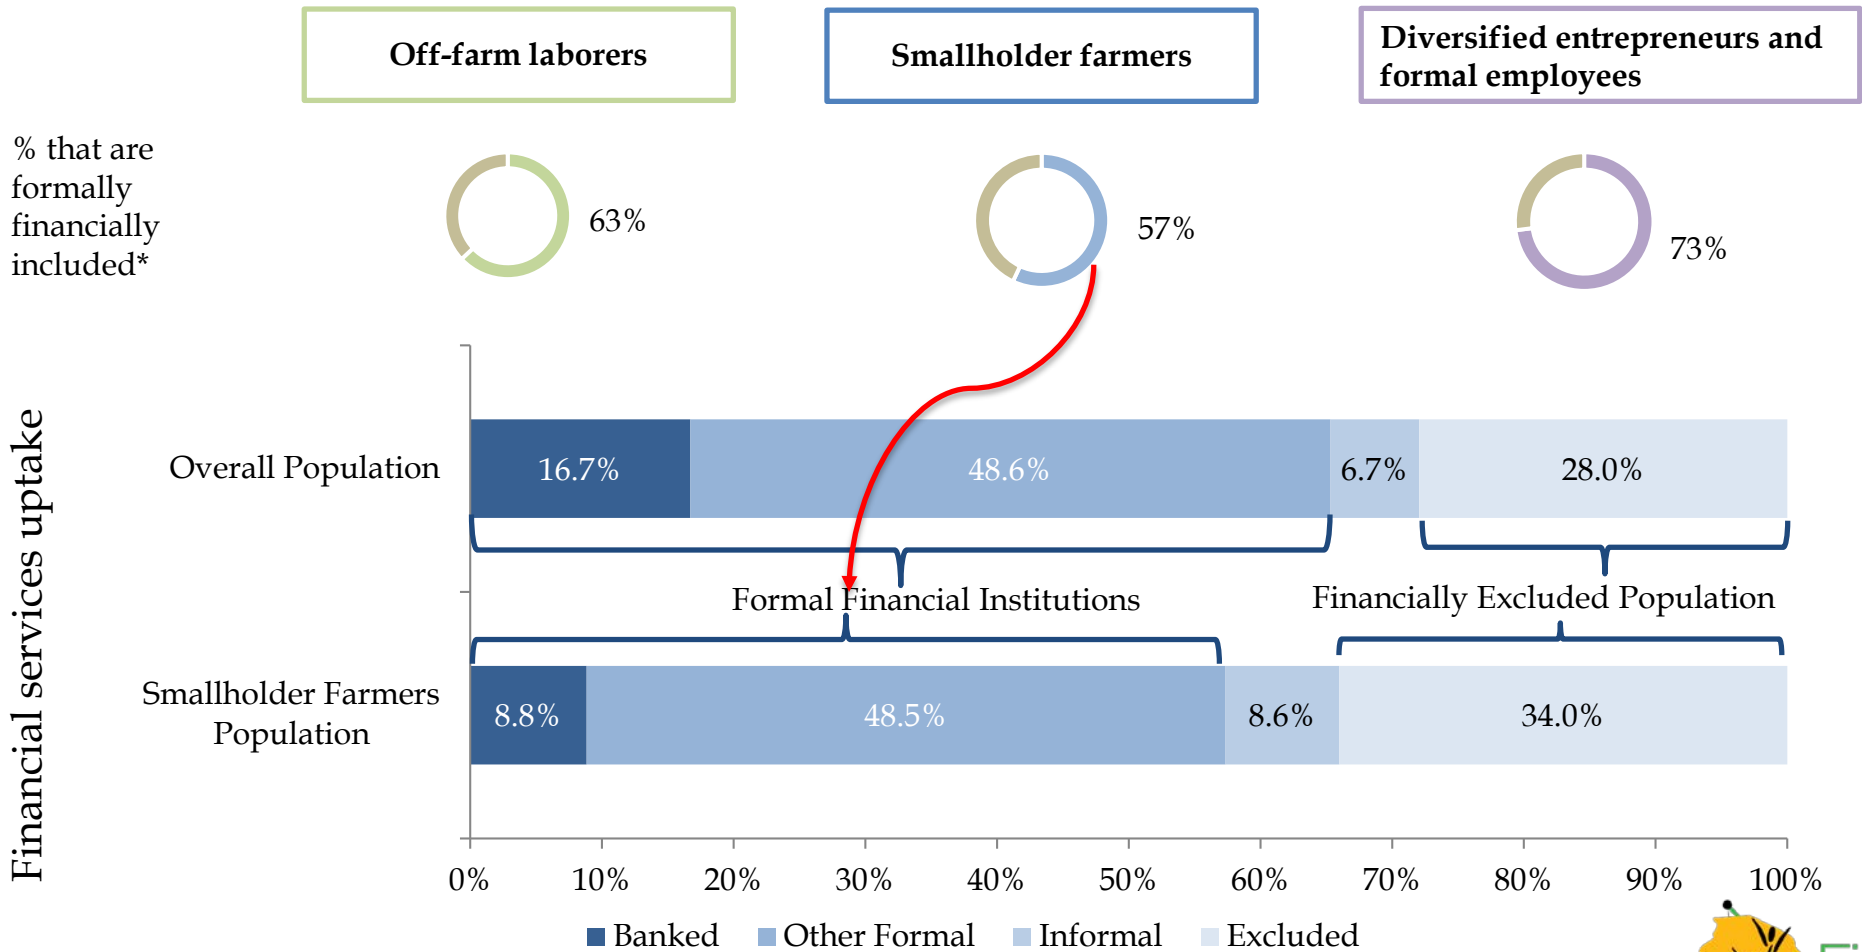 Off-farm laborers
Smallholder farmers
Diversified entrepreneurs and
formal employees
% that are
formally
financially
included*
63%
57%
73%
Financial services uptake
Overall Population
16.7%
48.6%
6.7%
28.0%
Formal Financial Institutions
Financially Excluded Population
Smallholder Farmers
Population
8.8%
48.5%
8.6%
34.0%
0%
10%
20%
30%
40%
50%
60%
70%
80%
90%
100%
Banked
Other Formal
Informal
Excluded